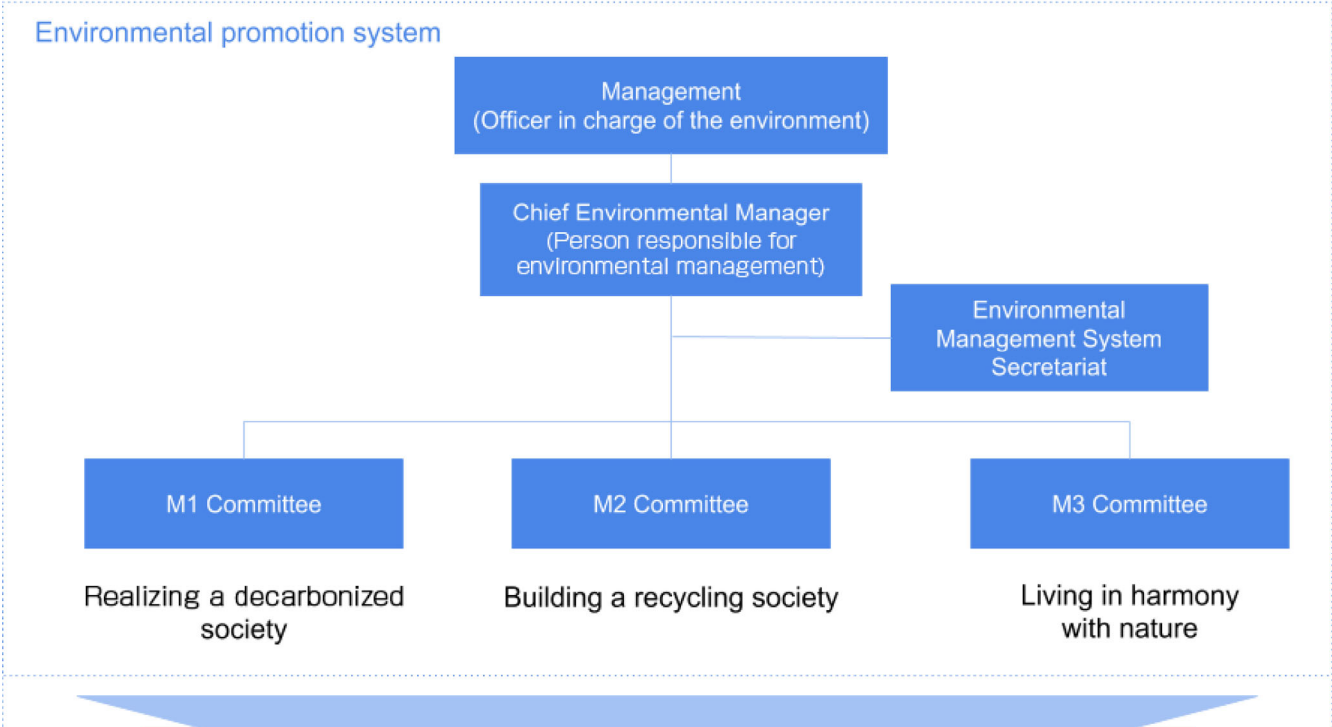 Environmental promotion system
Management
(Officer in charge of the environment)
Chief Environmental Manager
(Person responsible for
environmental management)
Environmental
Management System
Secretariat
M1 Committee
M2 Committee
M3 Committee
Realizing a decarbonized
society
Building a recycling society
Living in harmony
with nature